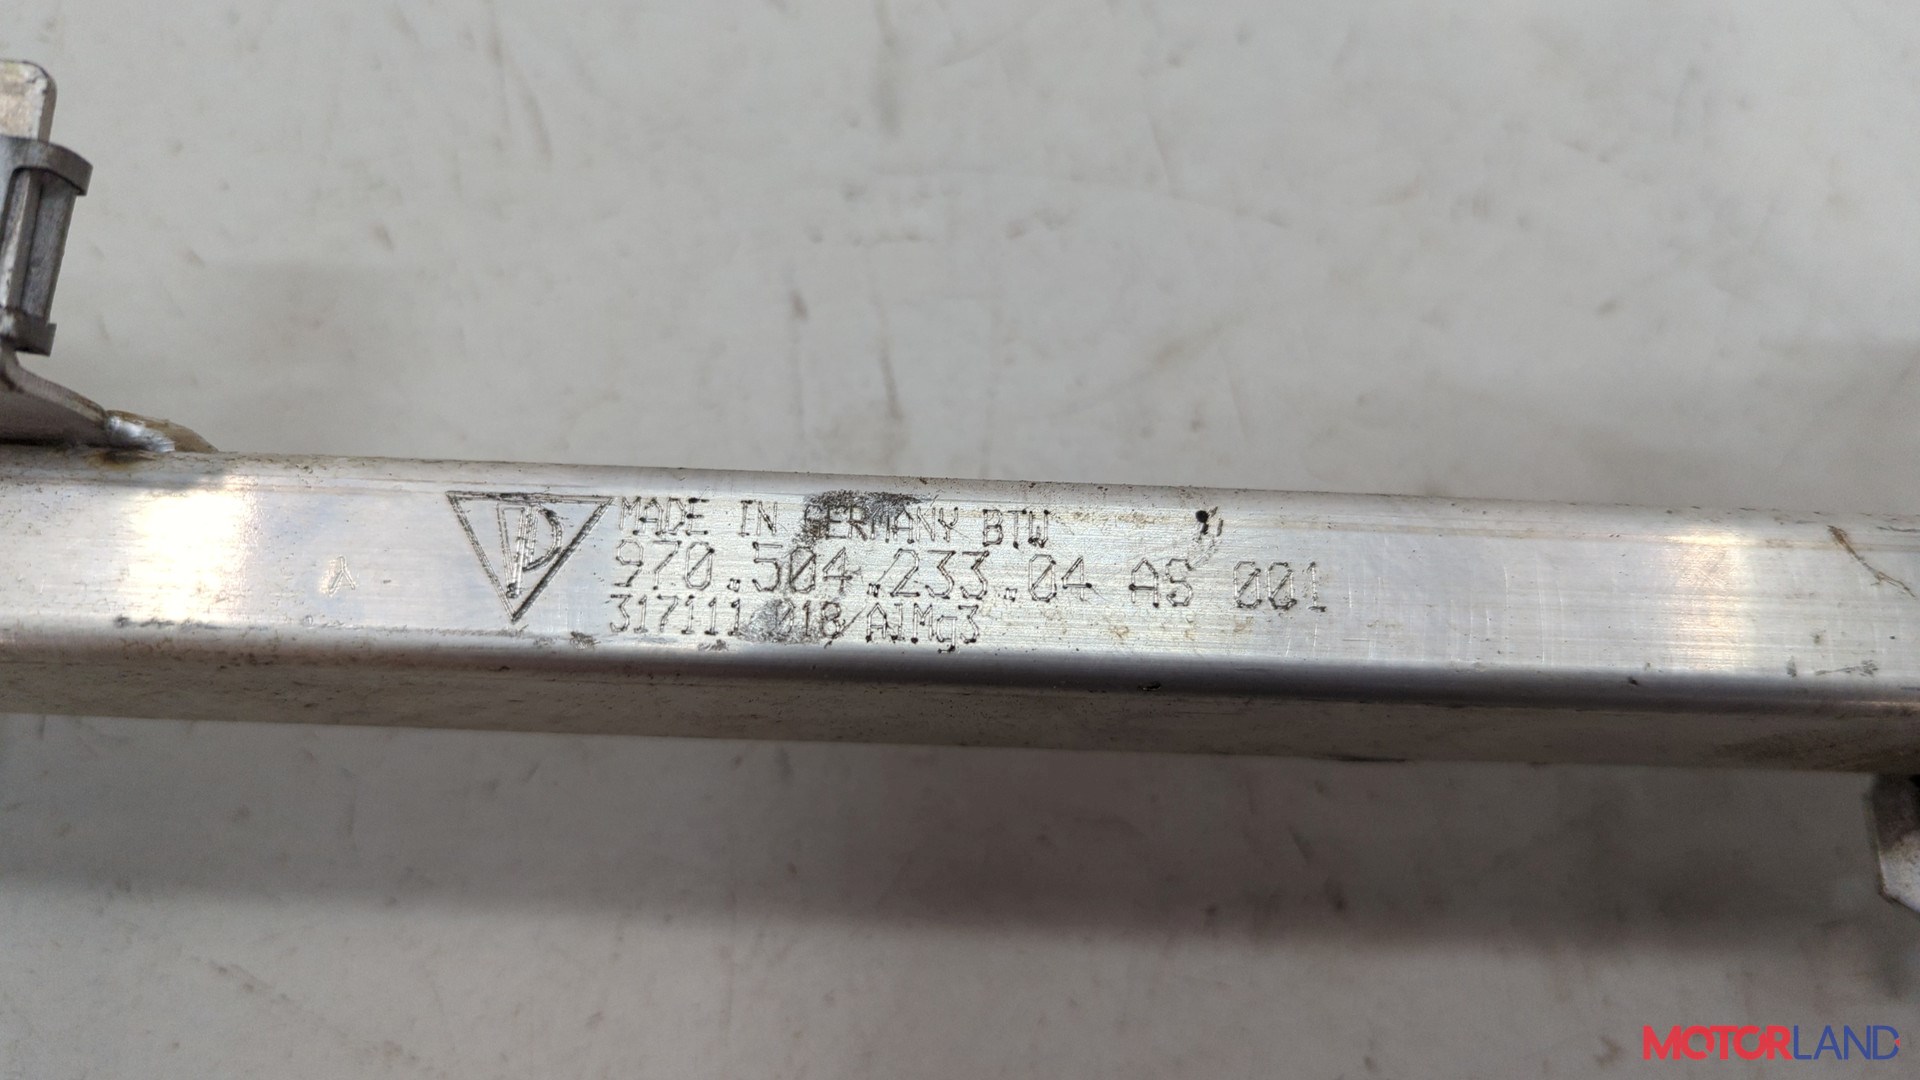 MADE IN GERMANY BTW
970.504.233.04 AS 001
317111 018/AlMg3
MOTORLAND